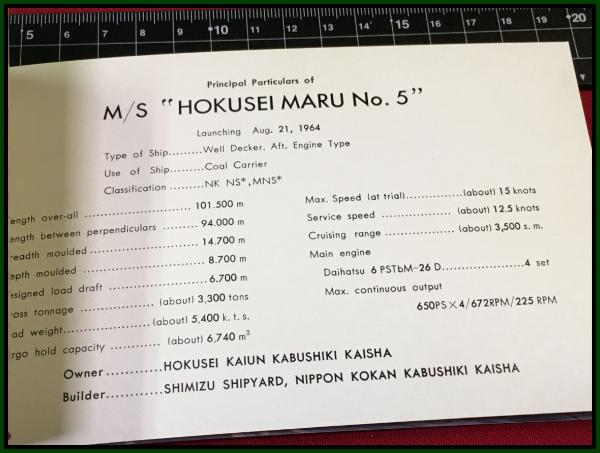 5 6 7 8 9 10 11 12 13 14 15 16 17 18 19 20
Principal Particulars of
M/S "HOKUSEI MARU No. 5"
Launching Aug. 21, 1964
Type of Ship.........Well Decker, Aft. Engine Type
Use of Ship.........Coal Carrier
Classification .........NK NS*, MNS*
ength over-all ........................ 101.500 m
ength between perpendiculars ......... 94.000 m
readth moulded......................... 14.700 m
epth moulded ........................... 8.700 m
esigned load draft ..................... 6.700 m
oss tonnage ............... (about) 3,300 tons
ad weight..................(about) 5,400 k. t. s.
rgo hold capacity ............ (about) 6,740 m³
Max. Speed (at trial)...............(about) 15 knots
Service speed .................. (about) 12.5 knots
Cruising range ..................(about) 3,500 s. m.
Main engine
Daihatsu 6 PSTbM-26 D......................4 set
Max. continuous output
650PS×4/672RPM/225 RPM
Owner............HOKUSEI KAIUN KABUSHIKI KAISHA
Builder............SHIMIZU SHIPYARD, NIPPON KOKAN KABUSHIKI KAISHA